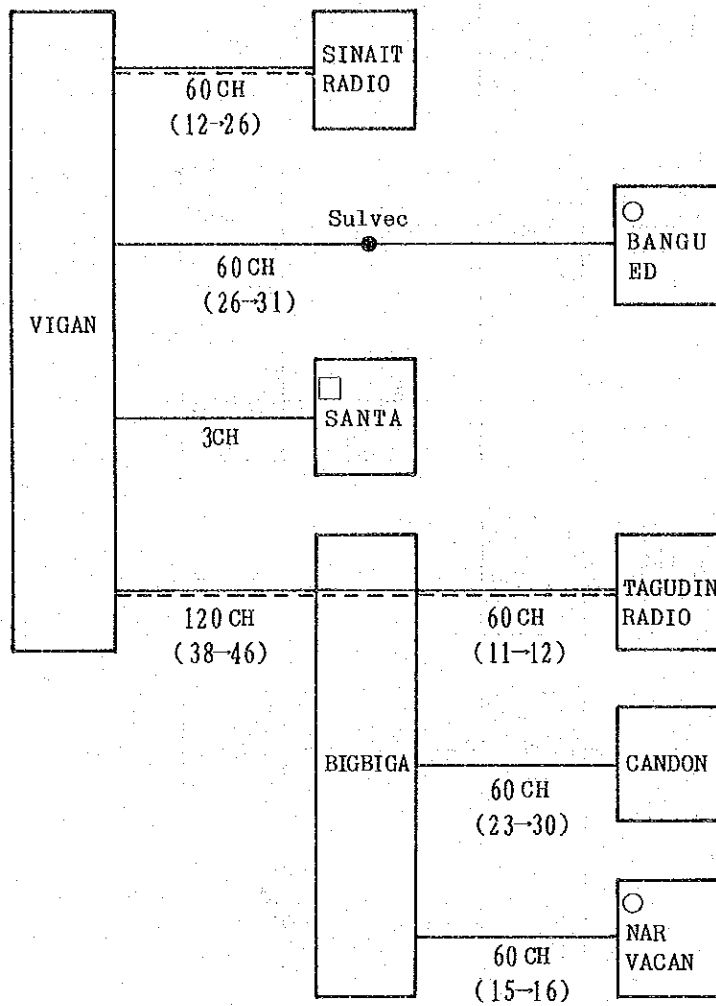 SINAIT
RADIO
60 CH
(12→26)
Sulvec
BANGU
ED
60 CH
(26→31)
VIGAN
SANTA
3CH
TAGUDIN
RADIO
120 CH
(38→46)
60 CH
(11→12)
BIGBIGA
CANDON
60 CH
(23→30)
NAR
VACAN
60 CH
(15→16)